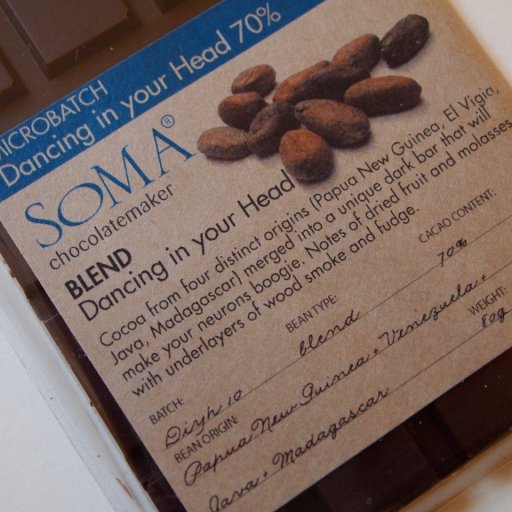 MICROBATCH
Dancing in your Head 70%
SOMA®
chocolatemaker
BLEND
Dancing in your Head
Cocoa from four distinct origins (Papua New Guinea, El Vigia,
Java, Madagascar) merged into a unique dark bar that will
make your neurons boogie. Notes of dried fruit and molasses
with underlayers of wood smoke and fudge.
BATCH:
BEAN TYPE:
CACAO CONTENT:
blend
70%
BEAN ORIGIN:
WEIGHT:
Papua New Guinea • Venezuela •
80g
Java • Madagascar